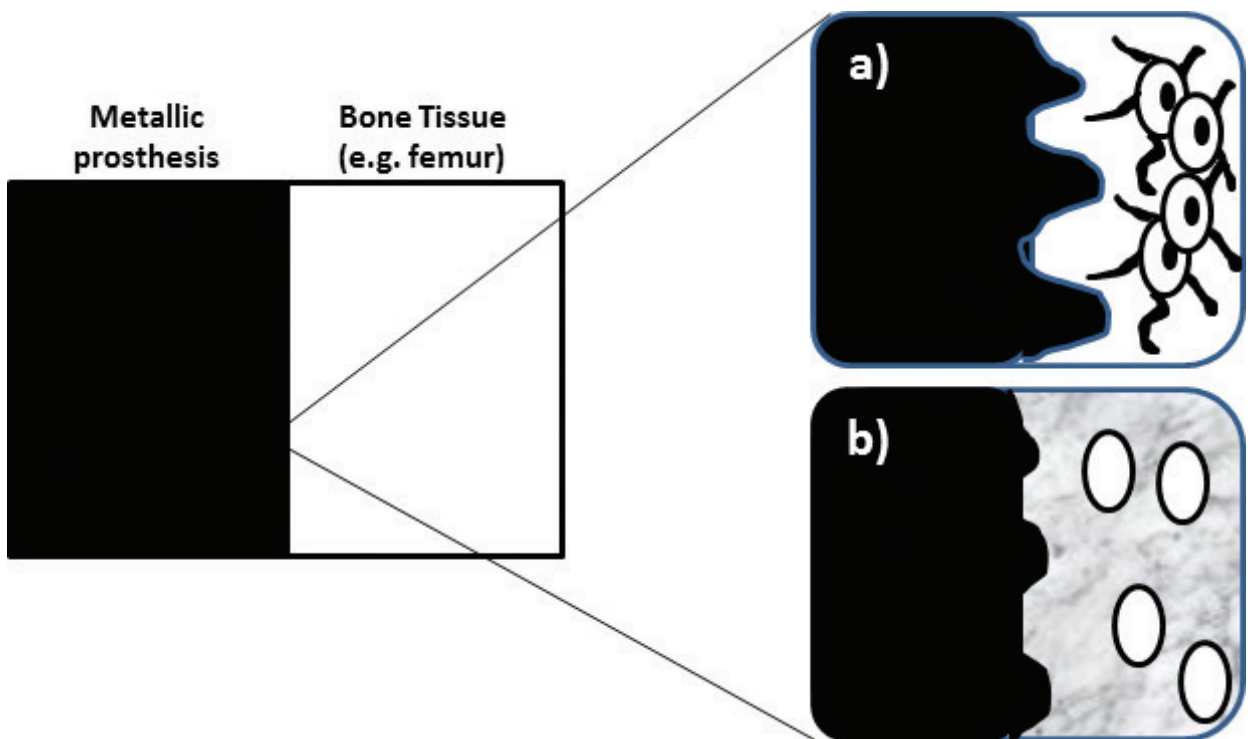 Metallic
prosthesis
Bone Tissue
(e.g. femur)
a)
b)